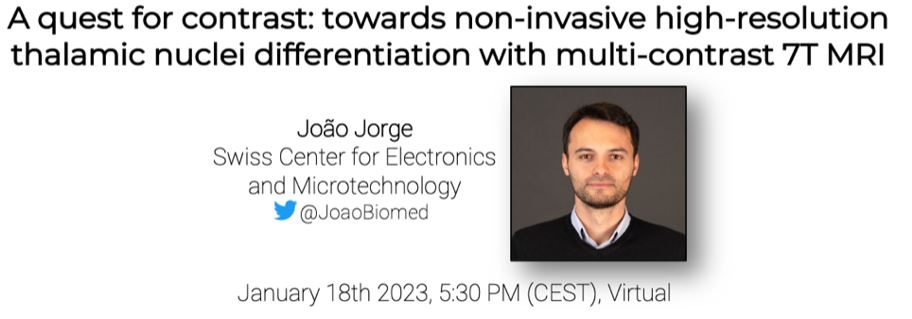 A quest for contrast: towards non-invasive high-resolution
thalamic nuclei differentiation with multi-contrast 7T MRI
João Jorge
Swiss Center for Electronics
and Microtechnology
@JoaoBiomed
January 18th 2023, 5:30 PM (CEST), Virtual